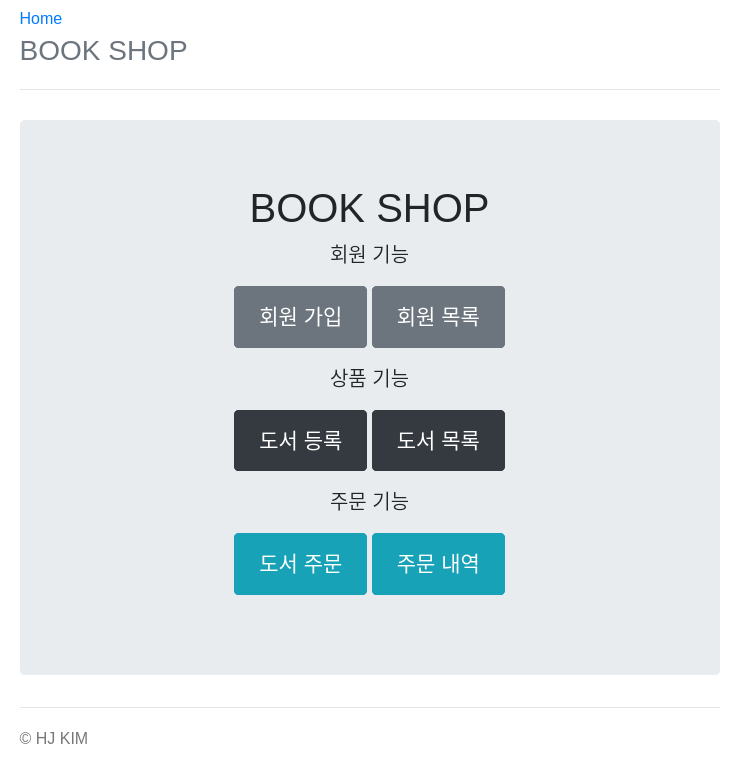 Home
BOOK SHOP
BOOK SHOP
회원 기능
회원 가입 회원 목록
상품 기능
도서 등록 도서 목록
주문 기능
도서 주문 주문 내역
© HJ KIM